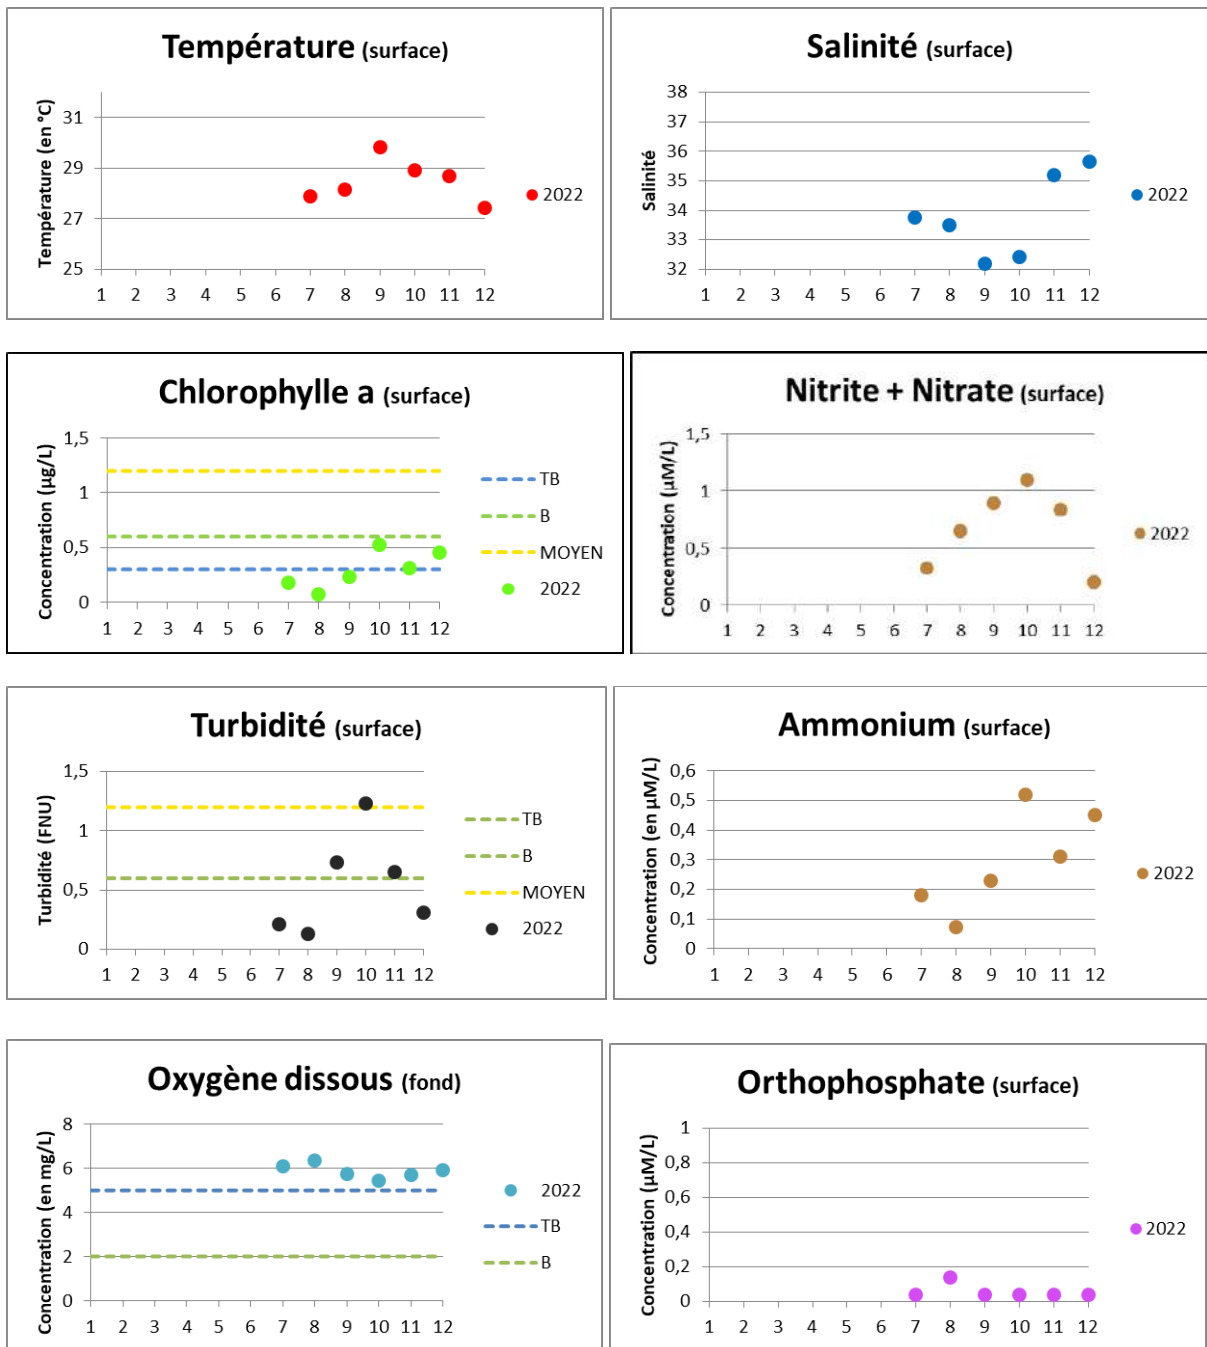 Température (surface)
Température (en °C)
31
29
27
25
1 2 3 4 5 6 7 8 9 10 11 12
2022
Salinité (surface)
Salinité
38
37
36
35
34
33
32
1 2 3 4 5 6 7 8 9 10 11 12
2022
Chlorophylle a (surface)
Concentration (µg/L)
1,5
1
0,5
0
1 2 3 4 5 6 7 8 9 10 11 12
TB
B
MOYEN
2022
Nitrite + Nitrate (surface)
Concentration (µM/L)
1,5
1
0,5
0
1 2 3 4 5 6 7 8 9 10 11 12
2022
Turbidité (surface)
Turbidité (FNU)
1,5
1
0,5
0
1 2 3 4 5 6 7 8 9 10 11 12
TB
B
MOYEN
2022
Ammonium (surface)
Concentration (en µM/L)
0,6
0,5
0,4
0,3
0,2
0,1
0
1 2 3 4 5 6 7 8 9 10 11 12
2022
Oxygène dissous (fond)
Concentration (en mg/L)
8
6
4
2
0
1 2 3 4 5 6 7 8 9 10 11 12
2022
TB
B
Orthophosphate (surface)
Concentration (µM/L)
1
0,8
0,6
0,4
0,2
0
1 2 3 4 5 6 7 8 9 10 11 12
2022